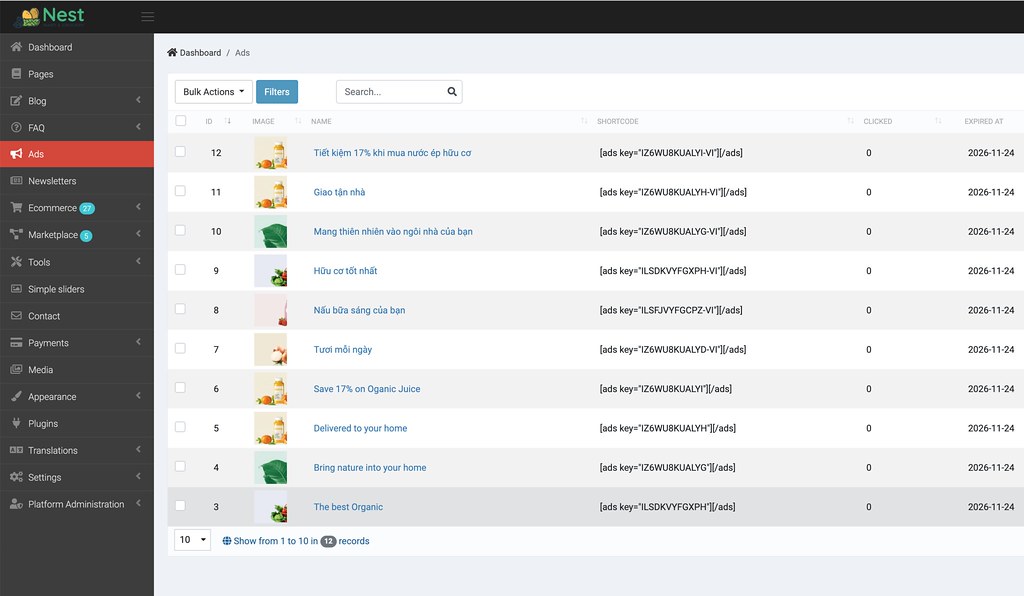 Nest
Dashboard
Pages
Blog
FAQ
Ads
Newsletters
Ecommerce 27
Marketplace 5
Tools
Simple sliders
Contact
Payments
Media
Appearance
Plugins
Translations
Settings
Platform Administration
Dashboard / Ads
Bulk Actions Filters Search...
ID IMAGE NAME SHORTCODE CLICKED EXPIRED AT
12 Tiết kiệm 17% khi mua nước ép hữu cơ [ads key="IZ6WU8KUALYI-VI"][/ads] 0 2026-11-24
11 Giao tận nhà [ads key="IZ6WU8KUALYH-VI"][/ads] 0 2026-11-24
10 Mang thiên nhiên vào ngôi nhà của bạn [ads key="IZ6WU8KUALYG-VI"][/ads] 0 2026-11-24
9 Hữu cơ tốt nhất [ads key="ILSDKVYFGXPH-VI"][/ads] 0 2026-11-24
8 Nấu bữa sáng của bạn [ads key="ILSFJVYFGCPZ-VI"][/ads] 0 2026-11-24
7 Tươi mỗi ngày [ads key="IZ6WU8KUALYD-VI"][/ads] 0 2026-11-24
6 Save 17% on Oganic Juice [ads key="IZ6WU8KUALYI"][/ads] 0 2026-11-24
5 Delivered to your home [ads key="IZ6WU8KUALYH"][/ads] 0 2026-11-24
4 Bring nature into your home [ads key="IZ6WU8KUALYG"][/ads] 0 2026-11-24
3 The best Organic [ads key="ILSDKVYFGXPH"][/ads] 0 2026-11-24
10 Show from 1 to 10 in 12 records